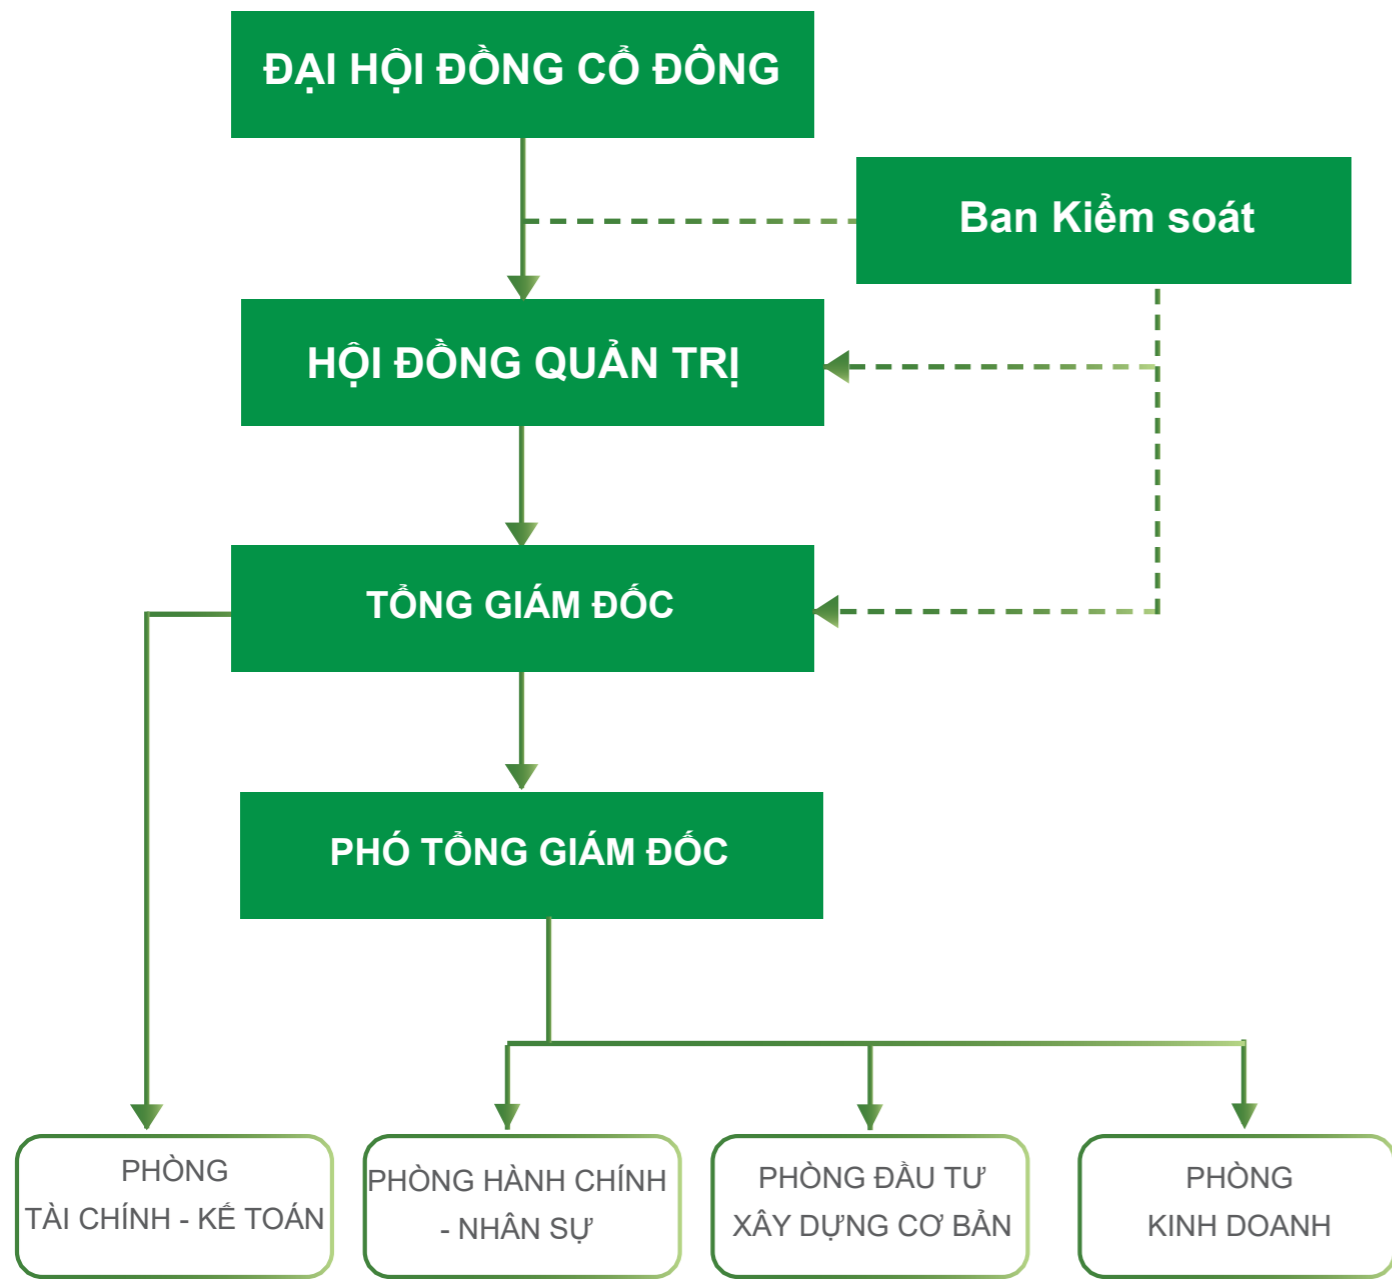 ĐẠI HỘI ĐỒNG CỔ ĐÔNG
Ban Kiểm soát
HỘI ĐỒNG QUẢN TRỊ
TỔNG GIÁM ĐỐC
PHÓ TỔNG GIÁM ĐỐC
PHÒNG
TÀI CHÍNH - KẾ TOÁN
PHÒNG HÀNH CHÍNH
- NHÂN SỰ
PHÒNG ĐẦU TƯ
XÂY DỰNG CƠ BẢN
PHÒNG
KINH DOANH